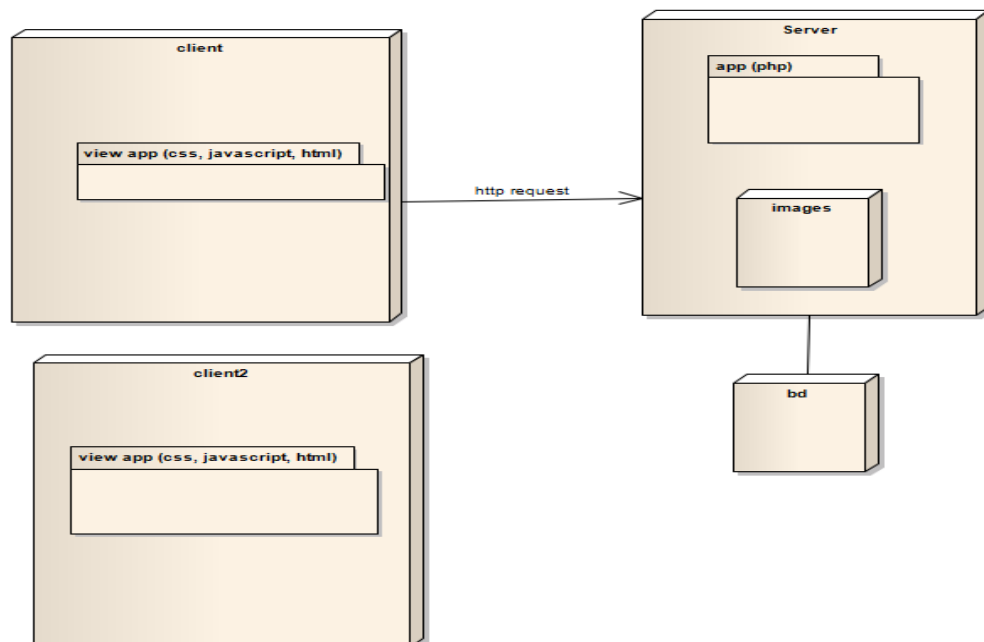 client
view app (css, javascript, html)
http request
Server
app (php)
images
client2
view app (css, javascript, html)
bd